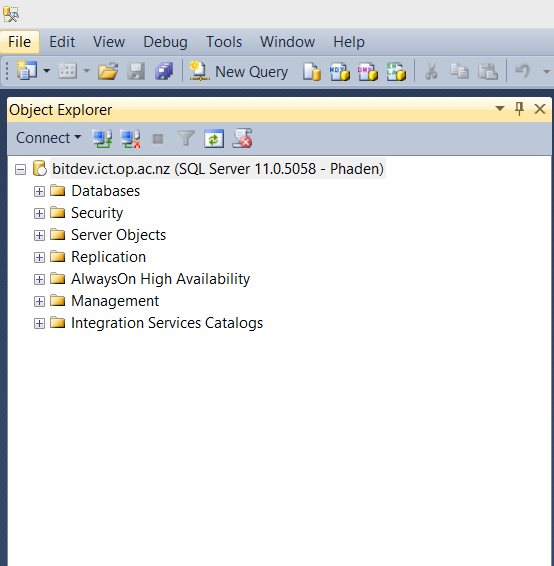 File Edit View Debug Tools Window Help
New Query
Object Explorer
Connect
bitdev.ict.op.ac.nz (SQL Server 11.0.5058 - Phaden)
Databases
Security
Server Objects
Replication
AlwaysOn High Availability
Management
Integration Services Catalogs